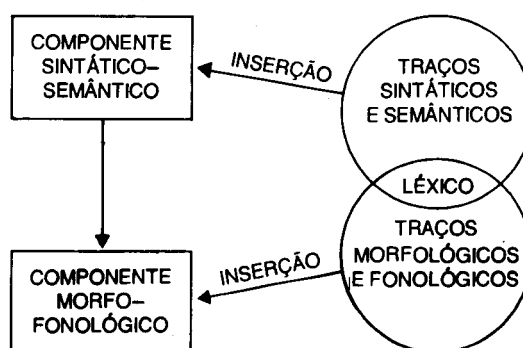 COMPONENTE
SINTÁTICO–
SEMÂNTICO
INSERÇÃO
TRAÇOS
SINTÁTICOS
E SEMÂNTICOS
LÉXICO
TRAÇOS
MORFOLÓGICOS
E FONOLÓGICOS
INSERÇÃO
COMPONENTE
MORFO–
FONOLÓGICO